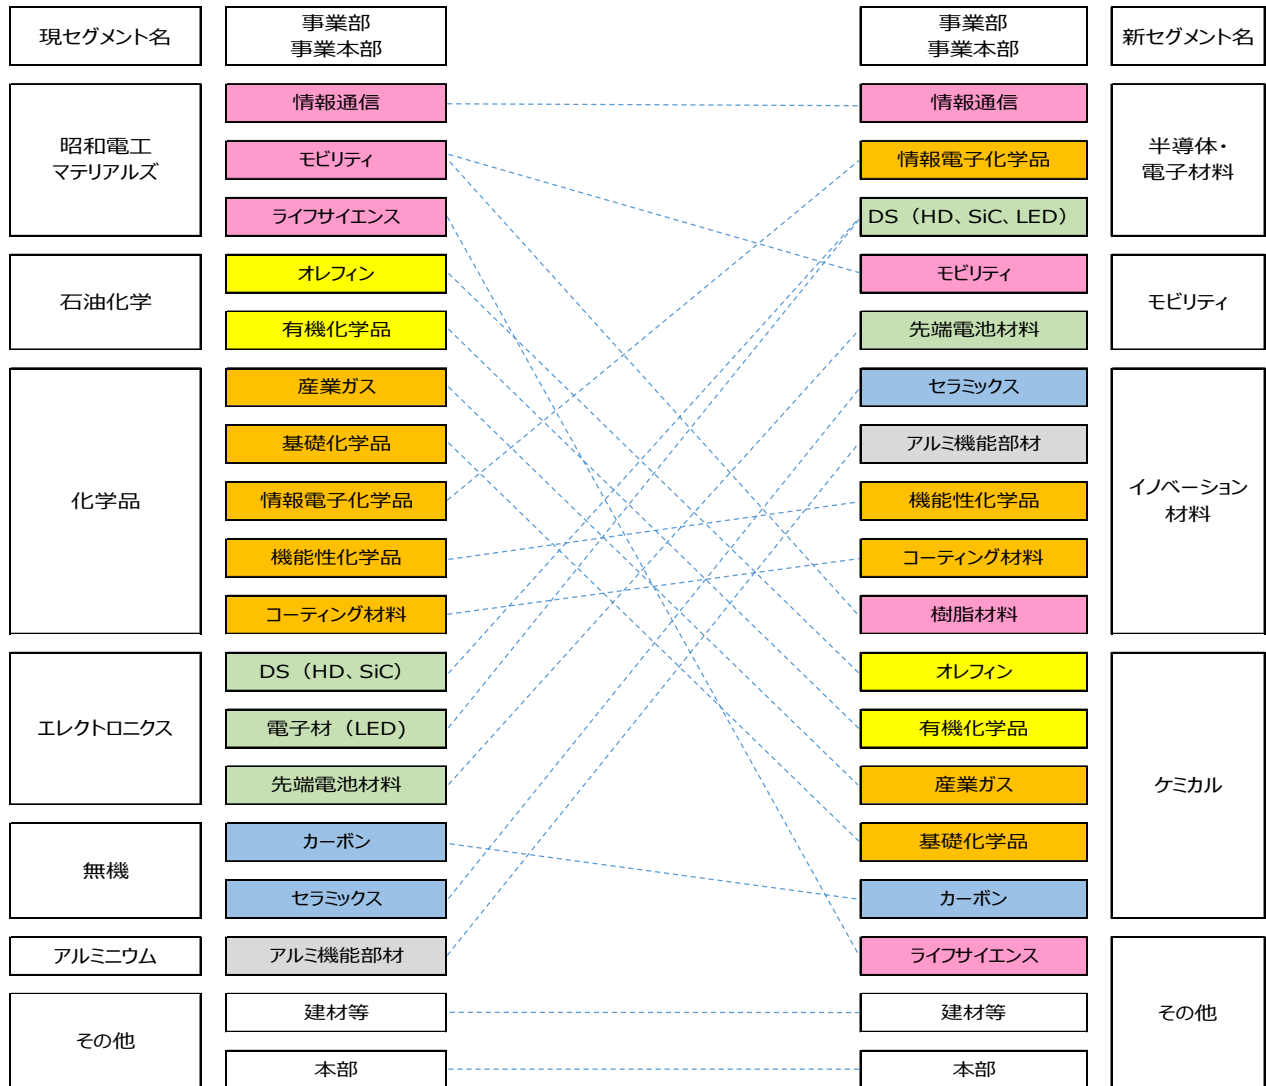 現セグメント名
事業部
事業本部
事業部
事業本部
新セグメント名
昭和電工
マテリアルズ
情報通信
モビリティ
ライフサイエンス
石油化学
オレフィン
有機化学品
化学品
産業ガス
基礎化学品
情報電子化学品
機能性化学品
コーティング材料
エレクトロニクス
DS（HD、SiC）
電子材（LED)
先端電池材料
無機
カーボン
セラミックス
アルミニウム
アルミ機能部材
その他
建材等
本部
情報通信
情報電子化学品
DS（HD、SiC、LED）
半導体・
電子材料
モビリティ
先端電池材料
モビリティ
セラミックス
アルミ機能部材
機能性化学品
コーティング材料
樹脂材料
イノベーション
材料
オレフィン
有機化学品
産業ガス
基礎化学品
カーボン
ケミカル
ライフサイエンス
建材等
本部
その他